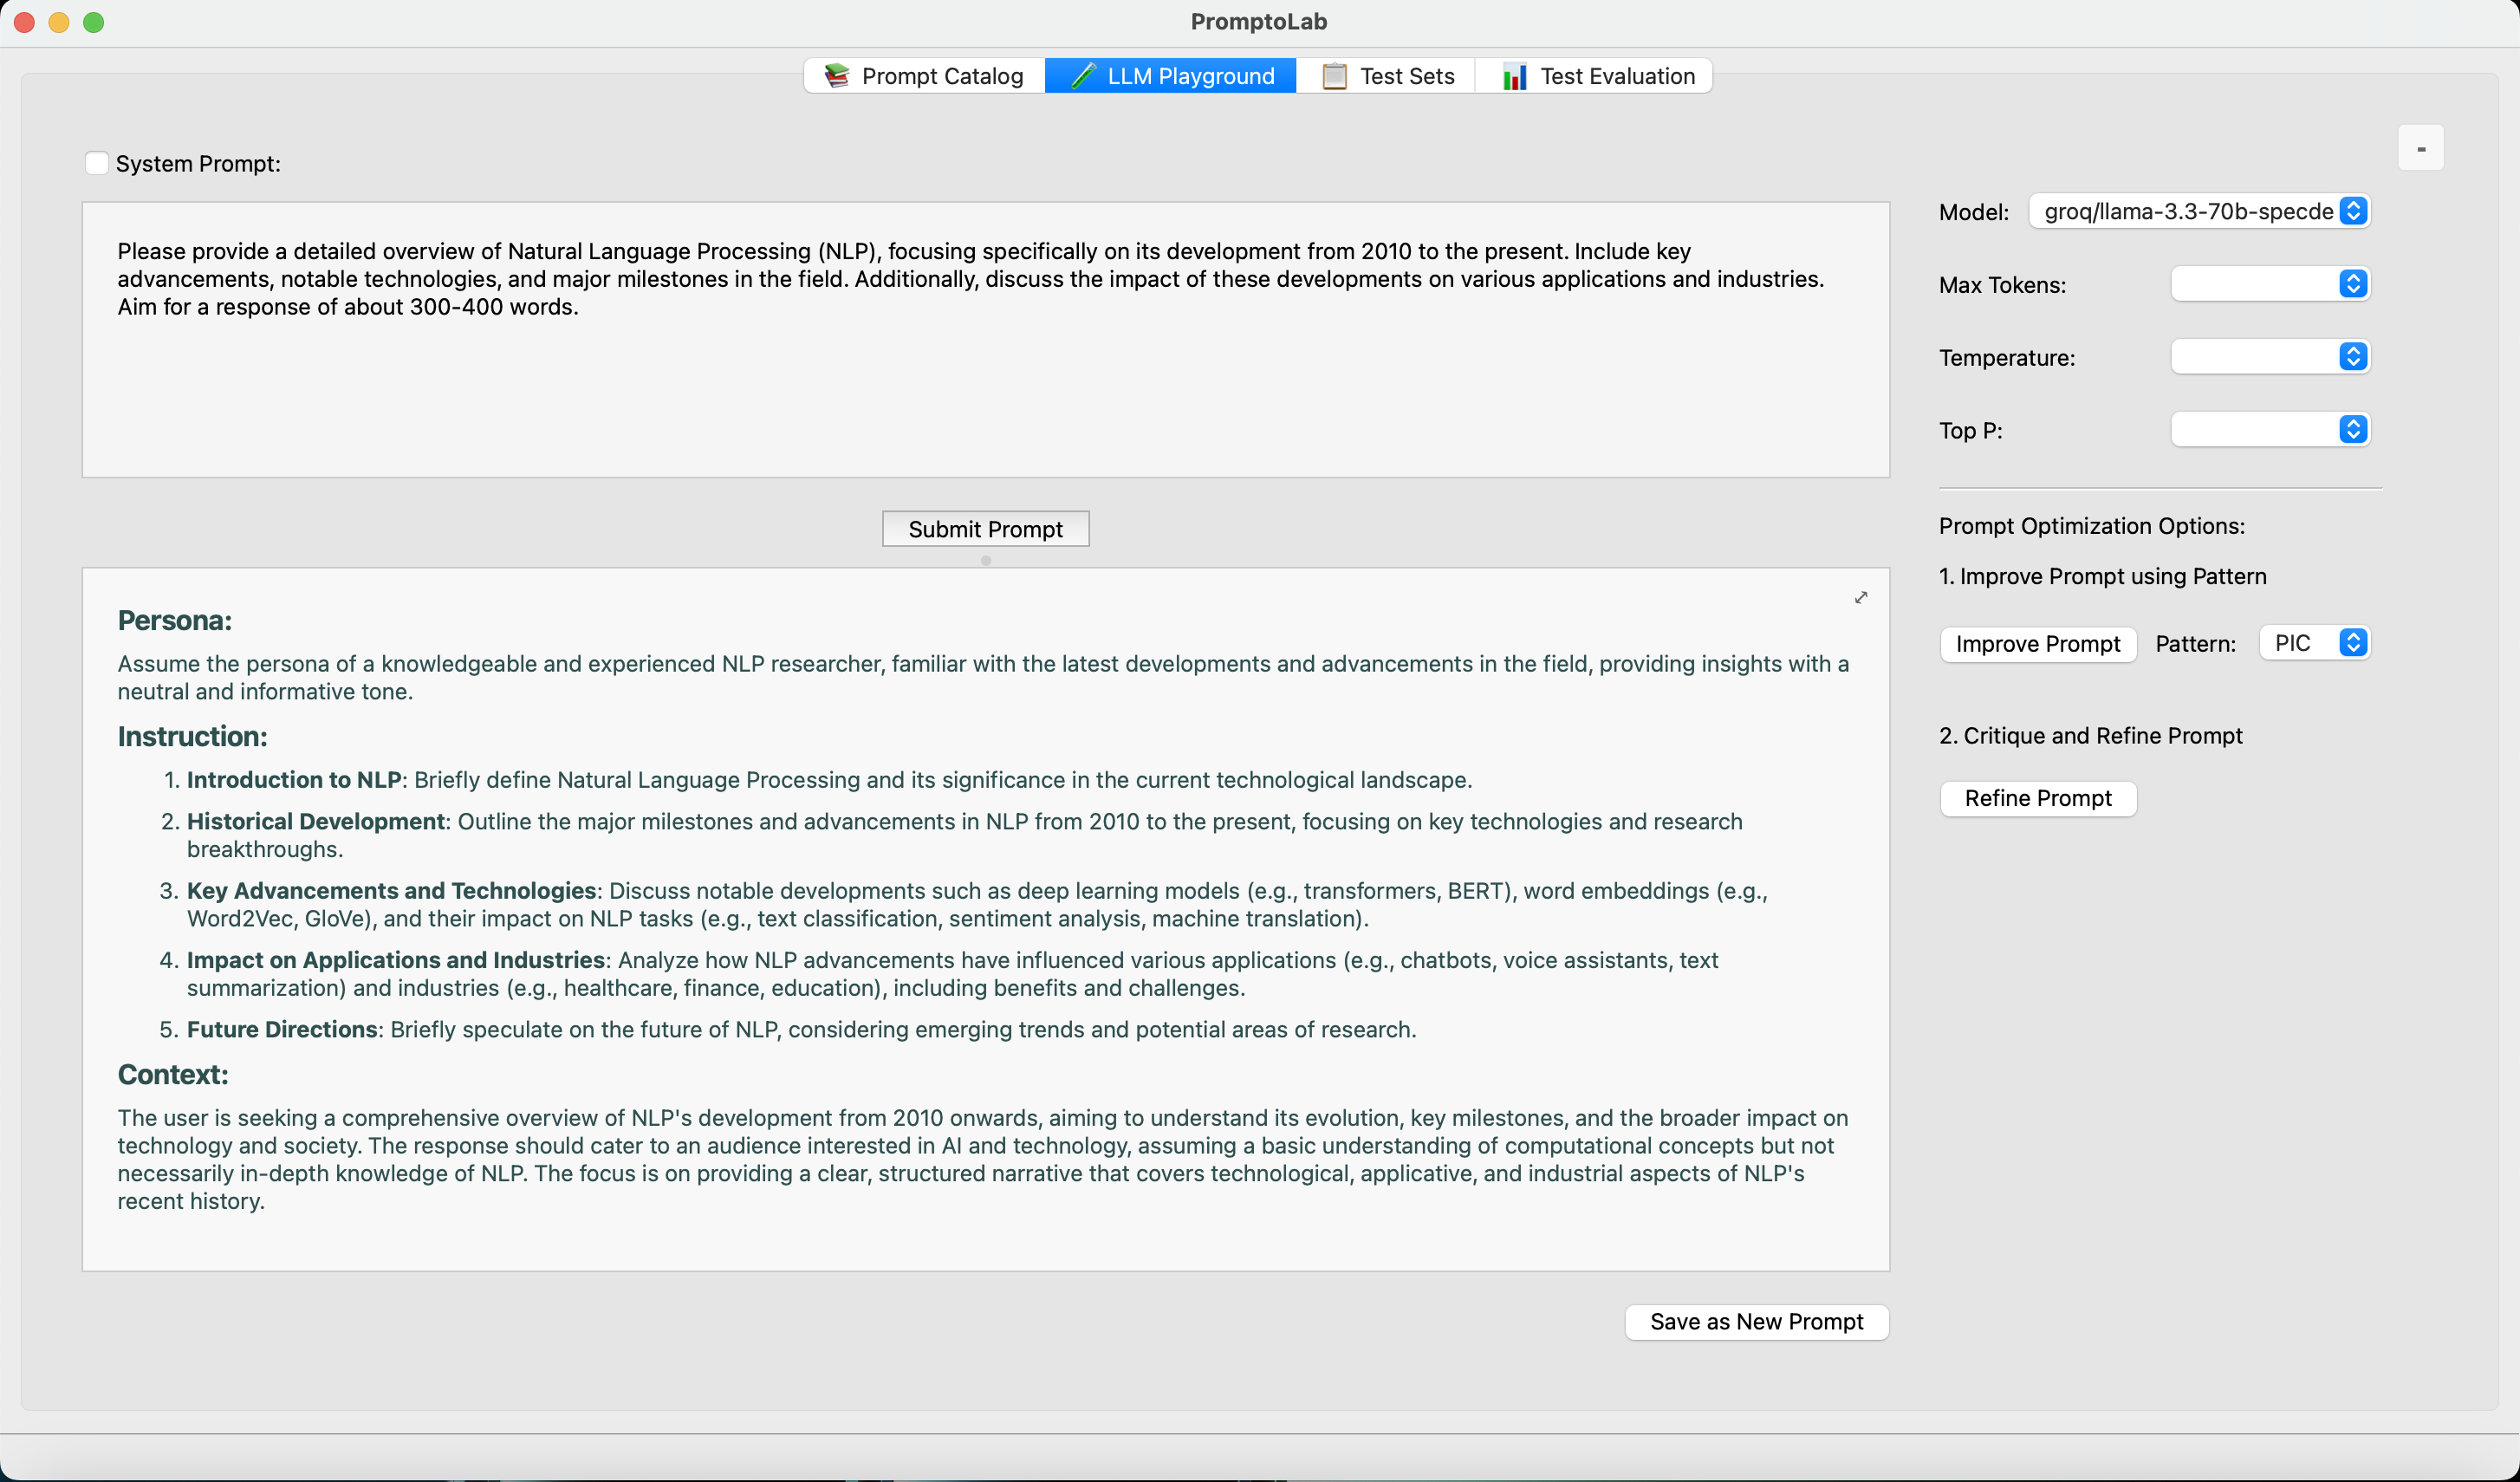 PromptoLab
Prompt Catalog
LLM Playground
Test Sets
Test Evaluation
-
System Prompt:
Please provide a detailed overview of Natural Language Processing (NLP), focusing specifically on its development from 2010 to the present. Include key
advancements, notable technologies, and major milestones in the field. Additionally, discuss the impact of these developments on various applications and industries.
Aim for a response of about 300-400 words.
Submit Prompt
Persona:
Assume the persona of a knowledgeable and experienced NLP researcher, familiar with the latest developments and advancements in the field, providing insights with a
neutral and informative tone.
Instruction:
1. Introduction to NLP: Briefly define Natural Language Processing and its significance in the current technological landscape.
2. Historical Development: Outline the major milestones and advancements in NLP from 2010 to the present, focusing on key technologies and research
breakthroughs.
3. Key Advancements and Technologies: Discuss notable developments such as deep learning models (e.g., transformers, BERT), word embeddings (e.g.,
Word2Vec, GloVe), and their impact on NLP tasks (e.g., text classification, sentiment analysis, machine translation).
4. Impact on Applications and Industries: Analyze how NLP advancements have influenced various applications (e.g., chatbots, voice assistants, text
summarization) and industries (e.g., healthcare, finance, education), including benefits and challenges.
5. Future Directions: Briefly speculate on the future of NLP, considering emerging trends and potential areas of research.
Context:
The user is seeking a comprehensive overview of NLP's development from 2010 onwards, aiming to understand its evolution, key milestones, and the broader impact on
technology and society. The response should cater to an audience interested in AI and technology, assuming a basic understanding of computational concepts but not
necessarily in-depth knowledge of NLP. The focus is on providing a clear, structured narrative that covers technological, applicative, and industrial aspects of NLP's
recent history.
Save as New Prompt
Model: groq/llama-3.3-70b-specde
Max Tokens:
Temperature:
Top P:
Prompt Optimization Options:
1. Improve Prompt using Pattern
Improve Prompt Pattern: PIC
2. Critique and Refine Prompt
Refine Prompt